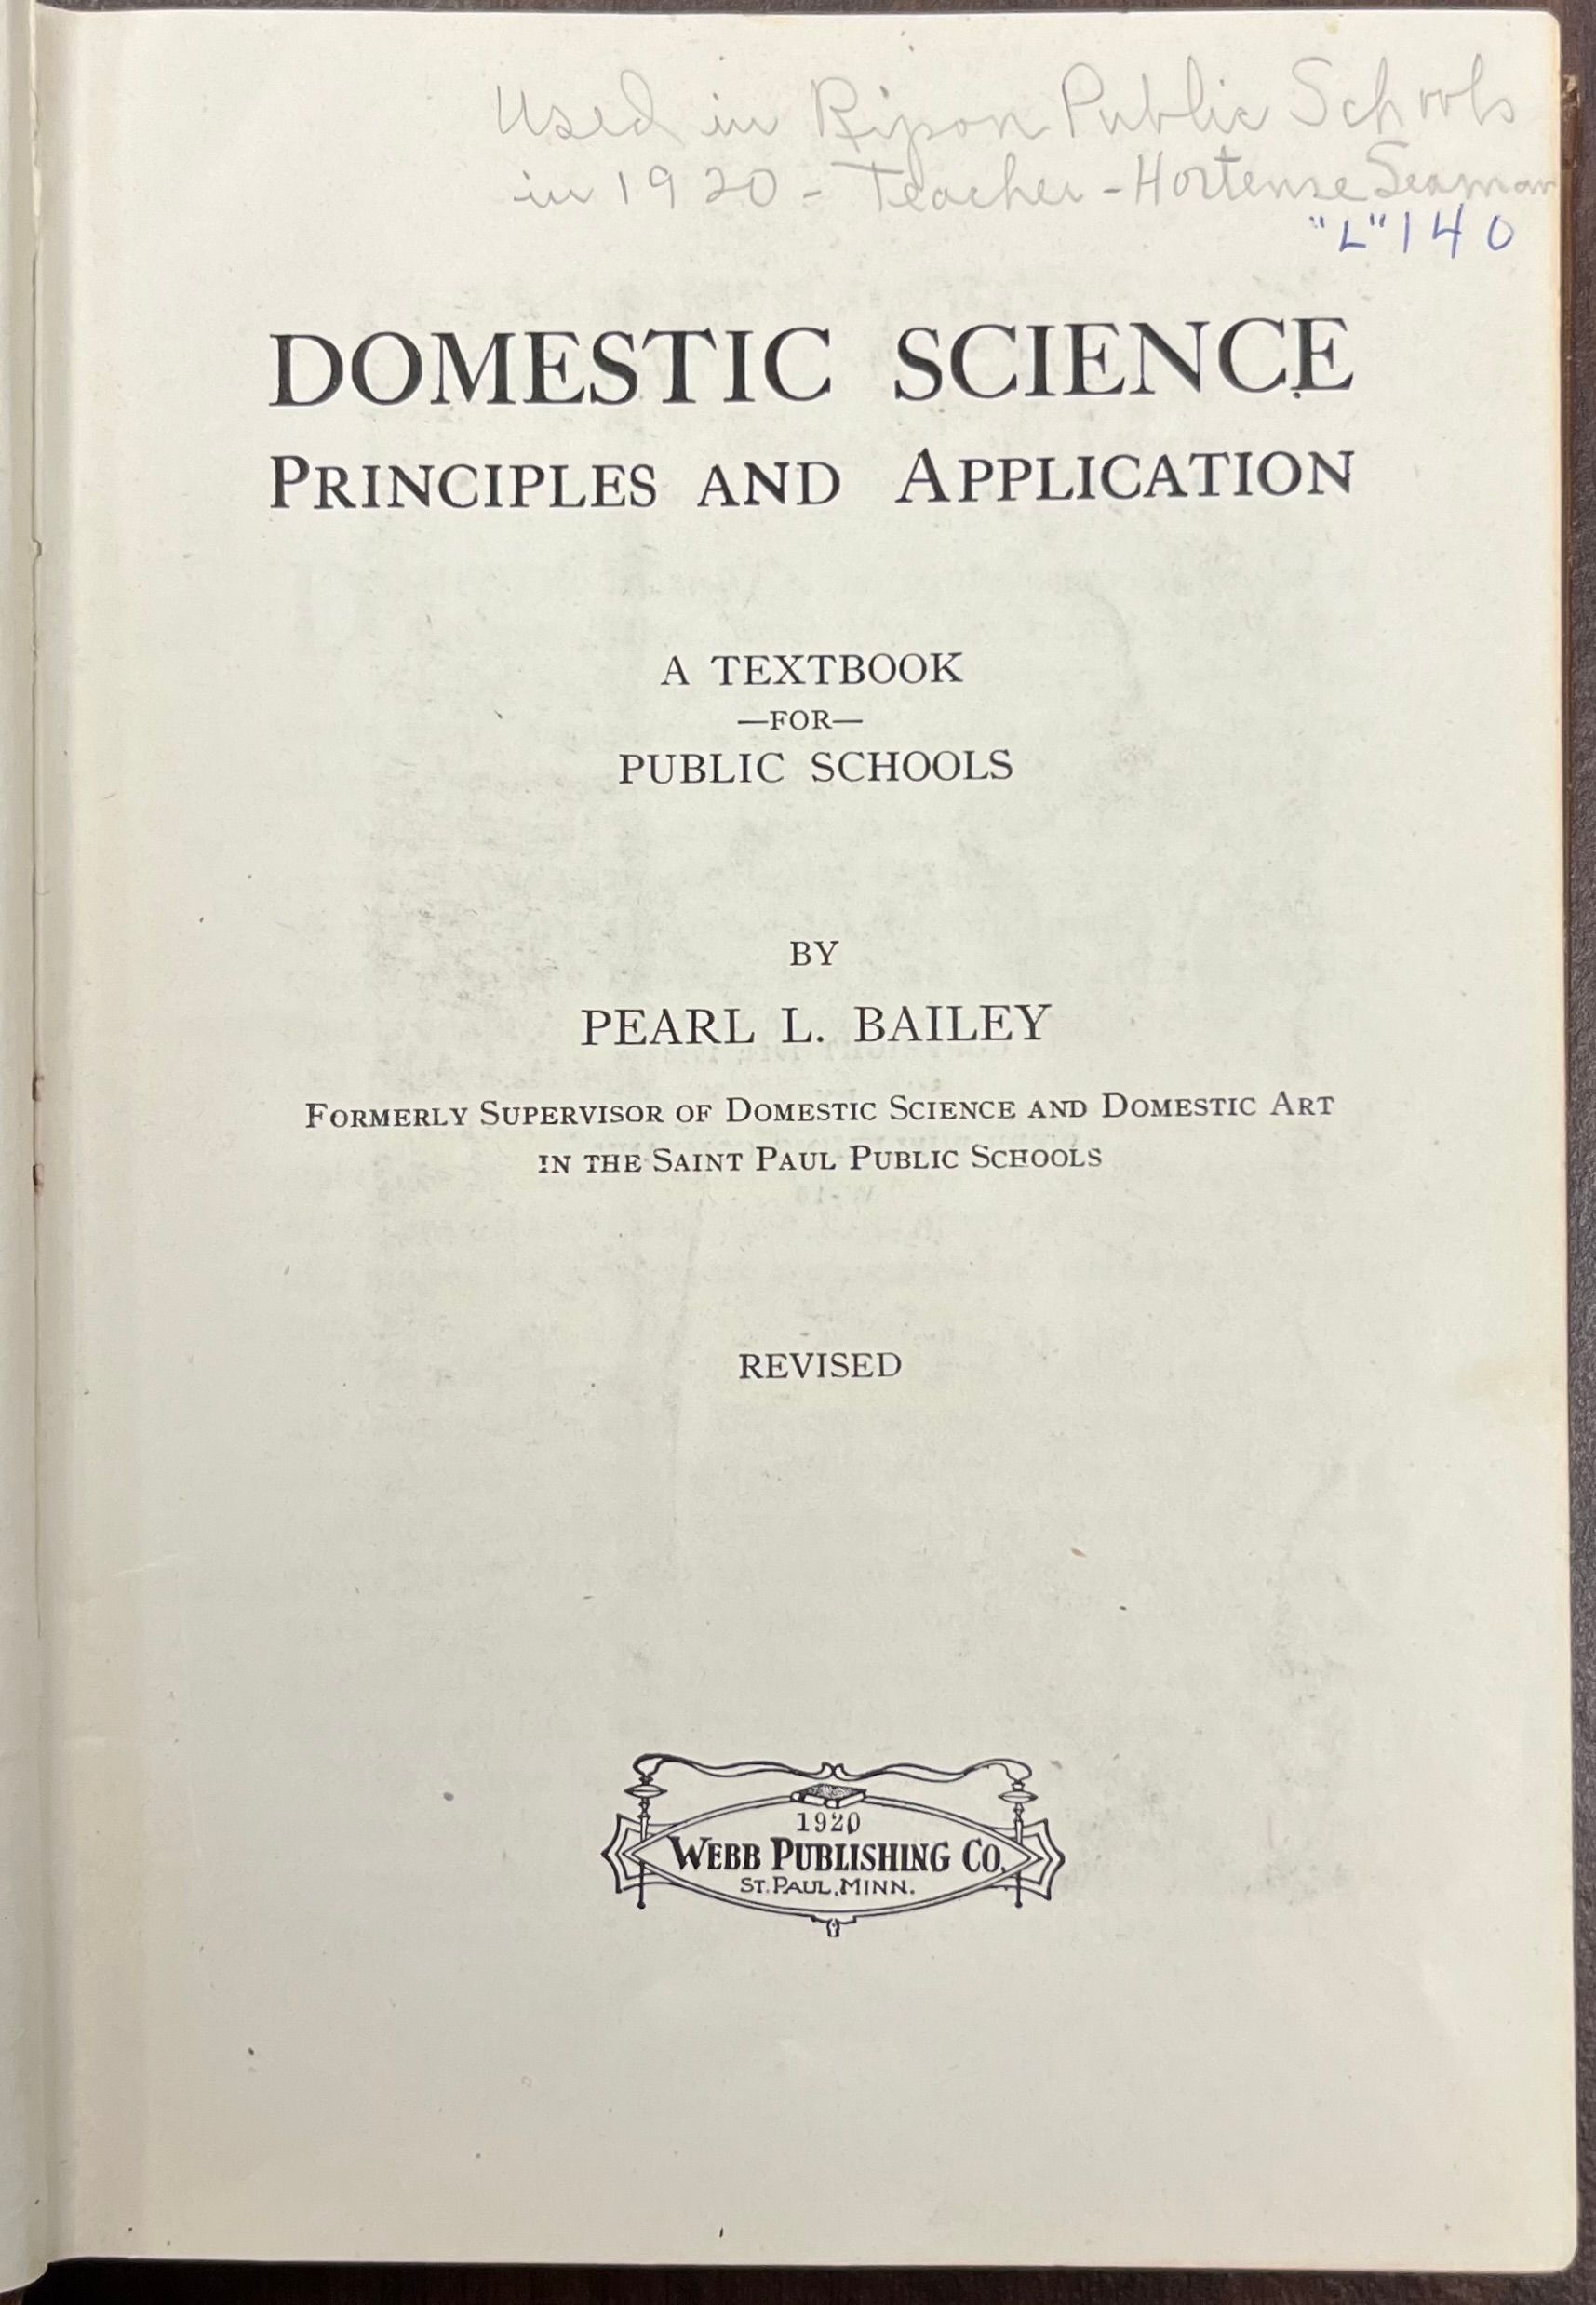 Used in Ripon Public Schools
in 1920 - Teacher - Hortense Seaman
"L" 140
DOMESTIC SCIENCE
PRINCIPLES AND APPLICATION
A TEXTBOOK
—FOR—
PUBLIC SCHOOLS
BY
PEARL L. BAILEY
FORMERLY SUPERVISOR OF DOMESTIC SCIENCE AND DOMESTIC ART
IN THE SAINT PAUL PUBLIC SCHOOLS
REVISED
1920
WEBB PUBLISHING CO.
ST. PAUL, MINN.